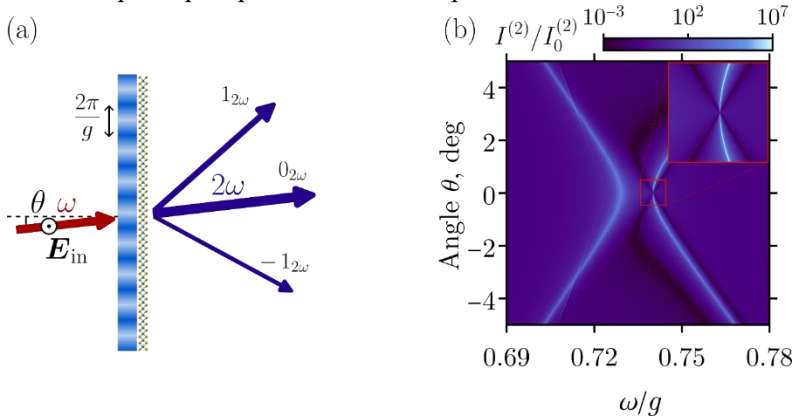 (a)
2π
g
θ
ω
E_in
1_2ω
0_2ω
2ω
−1_2ω
(b)
I^(2)/I_0^(2)
10^−3
10^2
10^7
Angle θ, deg
4
2
0
−2
−4
0.69
0.72
0.75
0.78
ω/g